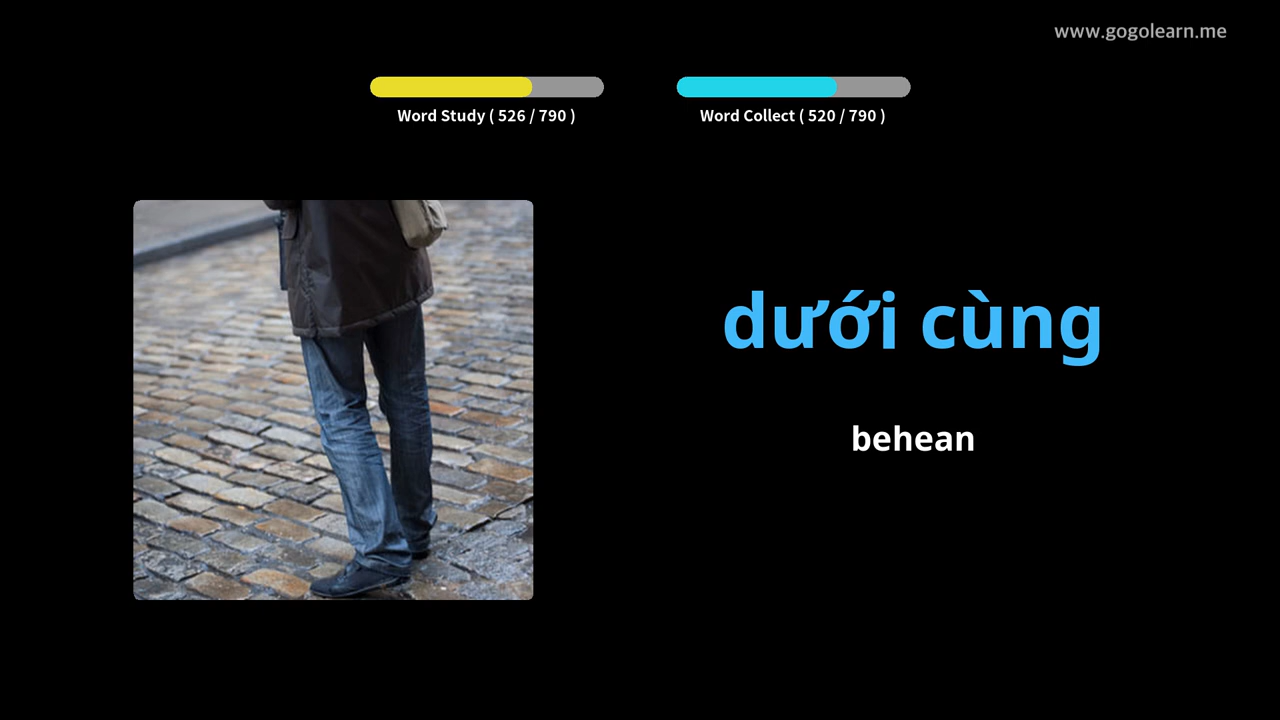 www.gogolearn.me
Word Study ( 526 / 790 )
Word Collect ( 520 / 790 )
dưới cùng
behean